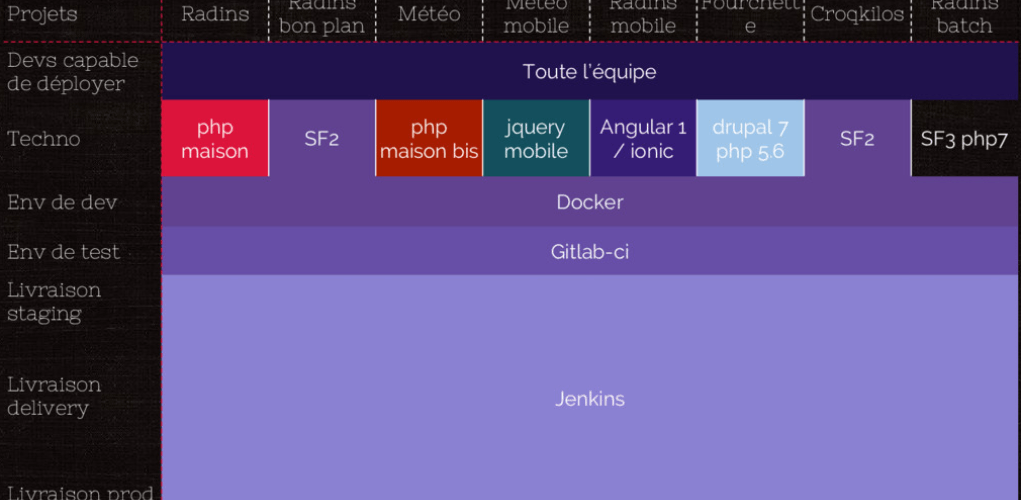 Projets
Radins
Radins
bon plan
Météo
Météo
mobile
Radins
mobile
Fourchett
e
Croqkilos
Radins
batch
Devs capable
de déployer
Toute l'équipe
Techno
php
maison
SF2
php
maison bis
jquery
mobile
Angular 1
/ ionic
drupal 7
php 5.6
SF2
SF3 php7
Env de dev
Docker
Env de test
Gitlab-ci
Livraison
staging
Livraison
delivery
Jenkins
Livraison prod